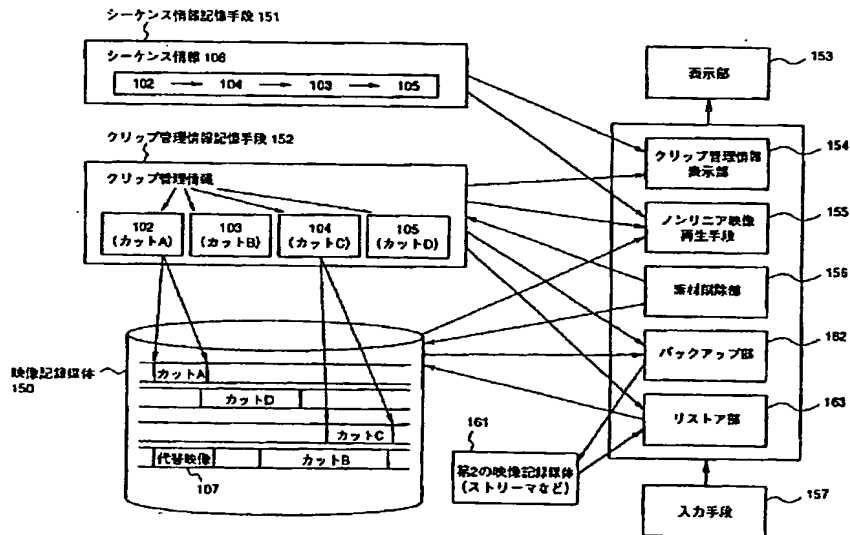 シーケンス情報記憶手段 151
シーケンス情報 106
102 104 103 105
クリップ管理情報記憶手段 152
クリップ管理情報
102
(カットA)
103
(カットB)
104
(カットC)
105
(カットD)
映像記録媒体
150
カットA
カットD
カットC
代替映像
カットB
107
161
第2の映像記録媒体
(ストリーマなど)
表示部
153
クリップ管理情報
表示部
154
ノンリニア映像
再生手段
155
素材削除部
156
バックアップ部
162
リストア部
163
入力手段
157